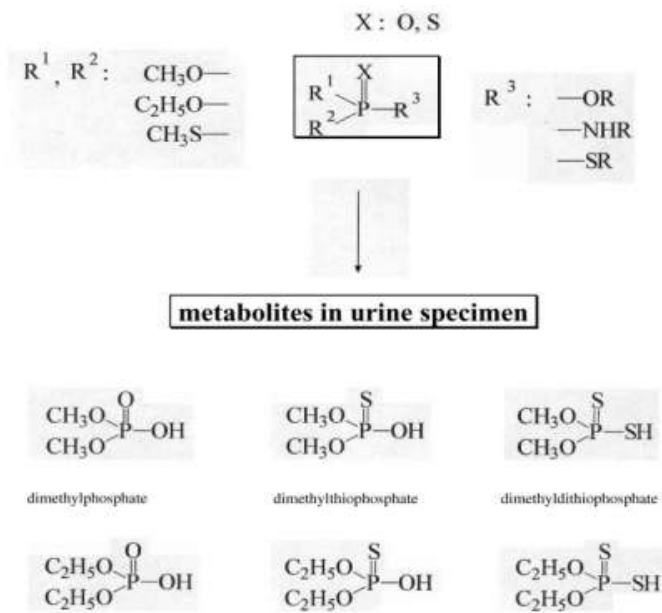 X : O, S
R1, R2 :
CH3O—
C2H5O—
CH3S—
X
R1
P—R3
R2
R3 :
—OR
—NHR
—SR
metabolites in urine specimen
O
CH3O
P—OH
CH3O
dimethylphosphate
S
CH3O
P—OH
CH3O
dimethylthiophosphate
S
CH3O
P—SH
CH3O
dimethyldithiophosphate
O
C2H5O
P—OH
C2H5O
S
C2H5O
P—OH
C2H5O
S
C2H5O
P—SH
C2H5O